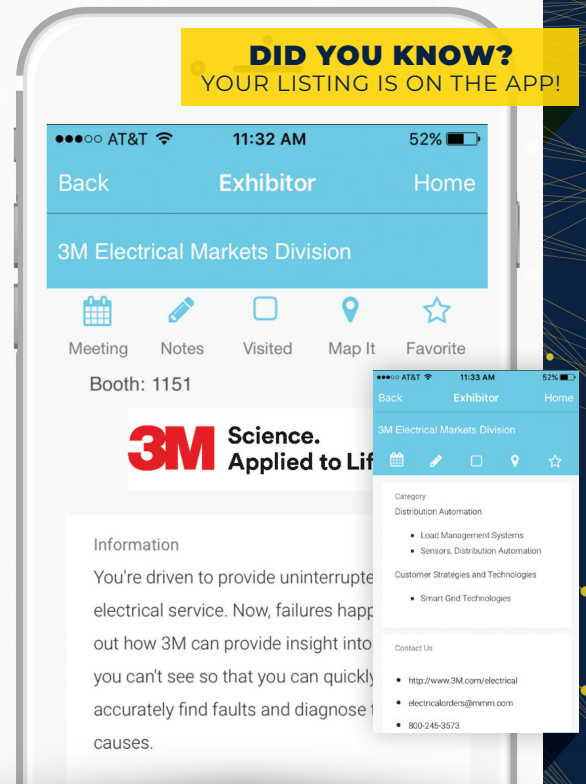 DID YOU KNOW?
YOUR LISTING IS ON THE APP!
AT&T 11:32 AM 52%
Back Exhibitor Home
3M Electrical Markets Division
Meeting Notes Visited Map It Favorite
Booth: 1151
3M Science.
Applied to Lif
Information
You're driven to provide uninterrupte
electrical service. Now, failures happ
out how 3M can provide insight into
you can't see so that you can quickly
accurately find faults and diagnose
causes.
AT&T 11:33 AM 52%
Back Exhibitor Home
3M Electrical Markets Division
Category
Distribution Automation
• Load Management Systems
• Sensors, Distribution Automation
Customer Strategies and Technologies
• Smart Grid Technologies
Contact Us
• http://www.3M.com/electrical
• electricalorders@mmm.com
• 800-245-3573